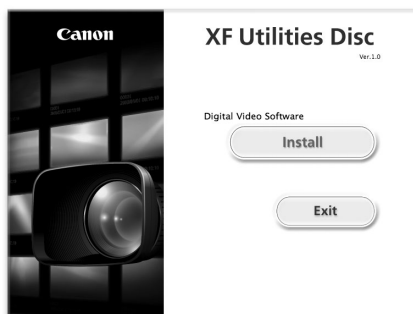 Canon
XF Utilities Disc
Ver.1.0
Digital Video Software
Install
Exit